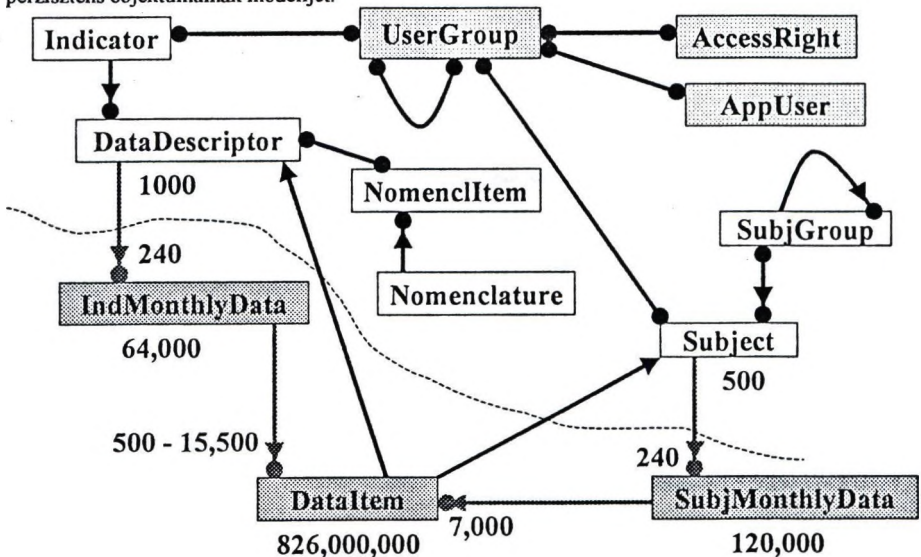 perzisztens objektumainak modelljét.
Indicator
UserGroup
AccessRight
AppUser
DataDescriptor
1000
NomenclItem
SubjGroup
240
IndMonthlyData
64,000
Nomenclature
Subject
500
500 - 15,500
240
DataItem
826,000,000
7,000
SubjMonthlyData
120,000